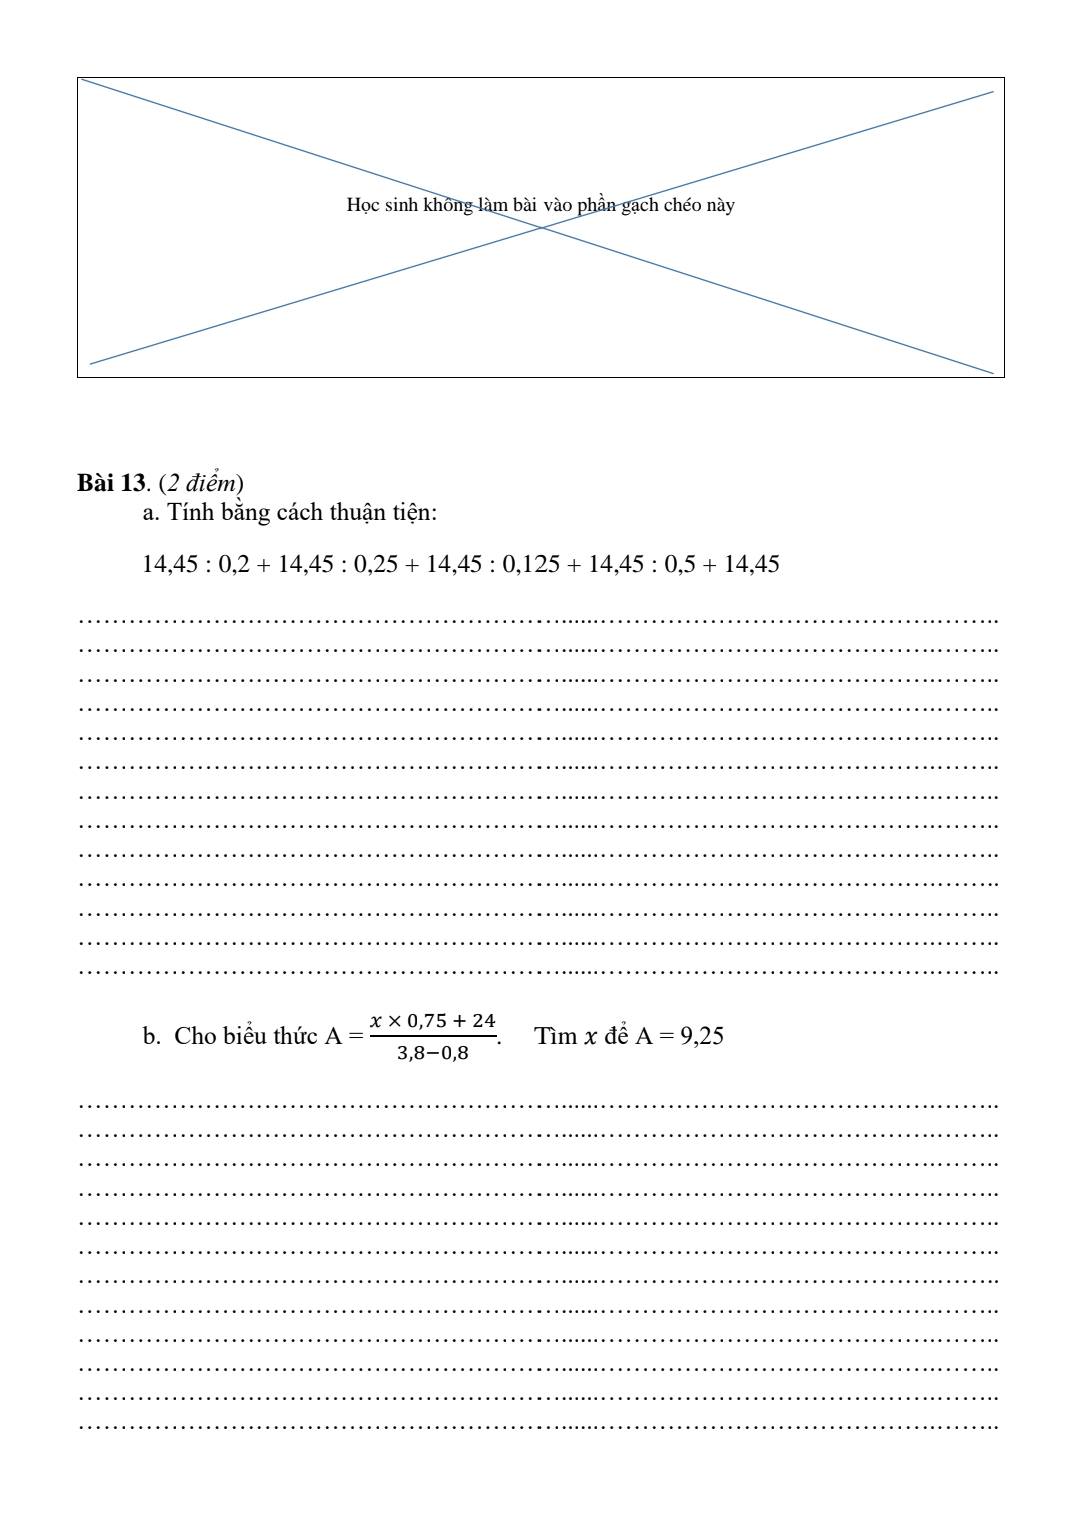 Học sinh không làm bài vào phần gạch chéo này
Bài 13. (2 điểm)
a. Tính bằng cách thuận tiện:
14,45 : 0,2 + 14,45 : 0,25 + 14,45 : 0,125 + 14,45 : 0,5 + 14,45
b. Cho biểu thức A = \frac{x × 0,75 + 24}{3,8−0,8}. Tìm x để A = 9,25